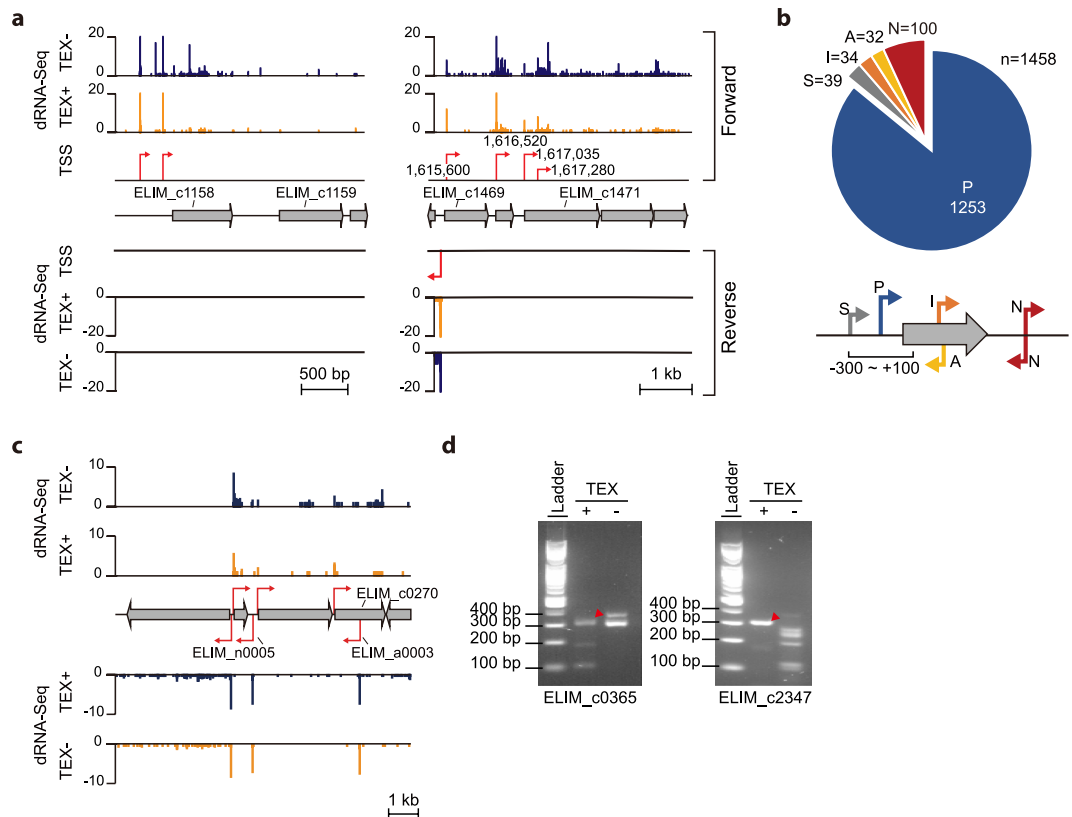 a
dRNA-Seq
TEX-
20
0
20
0
TEX+
20
0
20
0
TSS
1,615,600
1,616,520
1,617,035
1,617,280
ELIM_c1158
ELIM_c1159
ELIM_c1469
ELIM_c1471
Forward
TSS
dRNA-Seq
TEX+
0
-20
0
-20
TEX-
0
-20
0
-20
500 bp
1 kb
Reverse
b
N=100
A=32
I=34
S=39
n=1458
P
1253
S
P
I
N
A
N
-300 ~ +100
c
dRNA-Seq
TEX-
10
0
TEX+
10
0
ELIM_c0270
ELIM_n0005
ELIM_a0003
dRNA-Seq
TEX+
0
-10
TEX-
0
-10
1 kb
d
Ladder
TEX
+ -
400 bp
300 bp
200 bp
100 bp
ELIM_c0365
Ladder
TEX
+ -
400 bp
300 bp
200 bp
100 bp
ELIM_c2347